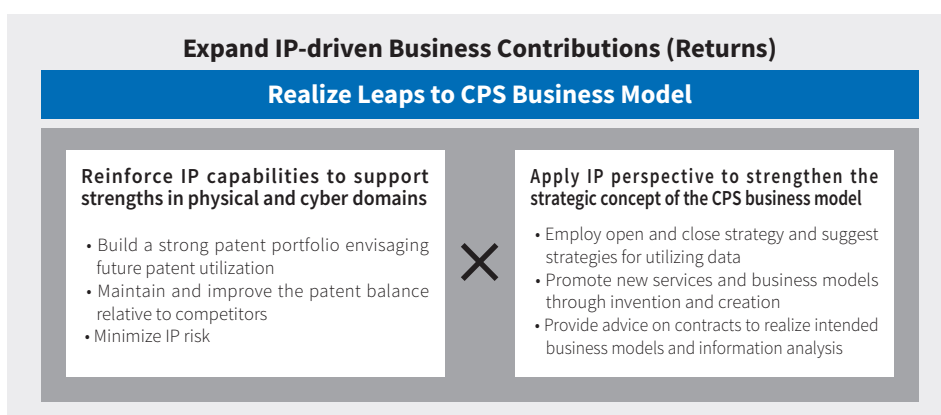 Expand IP-driven Business Contributions (Returns)
Realize Leaps to CPS Business Model
Reinforce IP capabilities to support
strengths in physical and cyber domains
• Build a strong patent portfolio envisaging
future patent utilization
• Maintain and improve the patent balance
relative to competitors
• Minimize IP risk
×
Apply IP perspective to strengthen the
strategic concept of the CPS business model
• Employ open and close strategy and suggest
strategies for utilizing data
• Promote new services and business models
through invention and creation
• Provide advice on contracts to realize intended
business models and information analysis